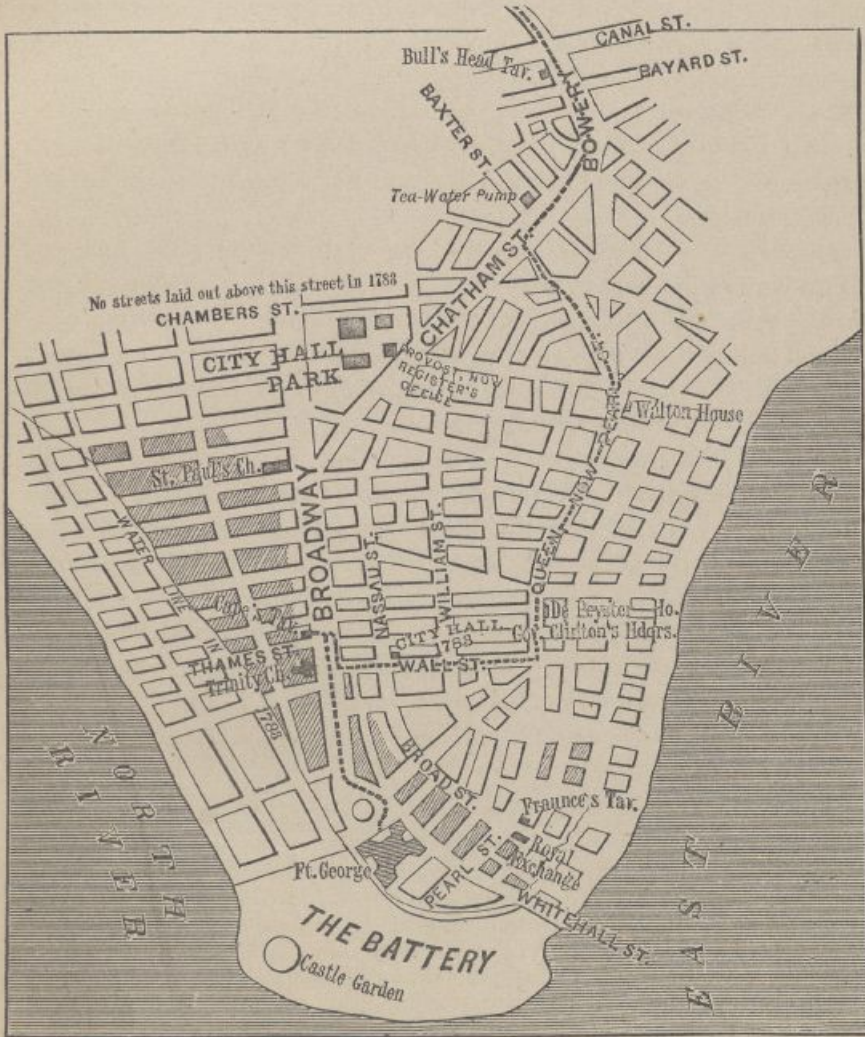 CANAL ST.
BAYARD ST.
Bull's Head Tar.
BOWERY
BAXTER ST
Tea-Water Pump
CHATHAM ST.
No streets laid out above this street in 1783
CHAMBERS ST.
CITY HALL
PARK
PROVOST, NOW
REGISTER'S
OFFICE
Walton House
QUEEN NOW PEARL
St. Paul's Ch.
BROADWAY
NASSAU ST.
WILLIAM ST.
WATER
LINE
IN
1783
De Peyster Ho.
Gov. Clinton's Hdqrs.
CITY HALL
WALL ST.
THAMES ST.
Trinity Ch.
BROAD ST.
Fraunce's Tar.
Royal
Exchange
PEARL ST.
WHITEHALL ST.
Ft. George
THE BATTERY
Castle Garden
NORTH
RIVER
EAST RIVER